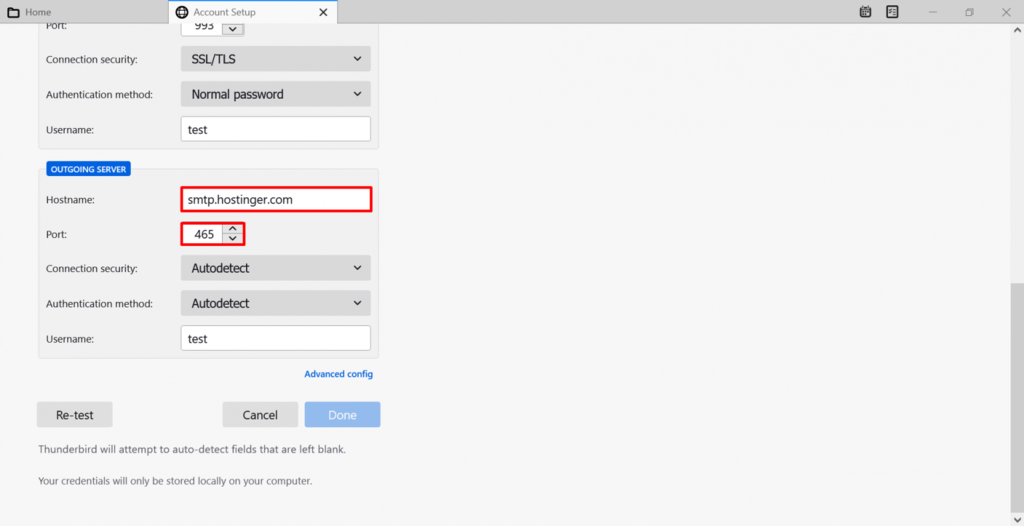 Home
Account Setup
Port: 993
Connection security: SSL/TLS
Authentication method: Normal password
Username: test
OUTGOING SERVER
Hostname: smtp.hostinger.com
Port: 465
Connection security: Autodetect
Authentication method: Autodetect
Username: test
Advanced config
Re-test Cancel Done
Thunderbird will attempt to auto-detect fields that are left blank.
Your credentials will only be stored locally on your computer.